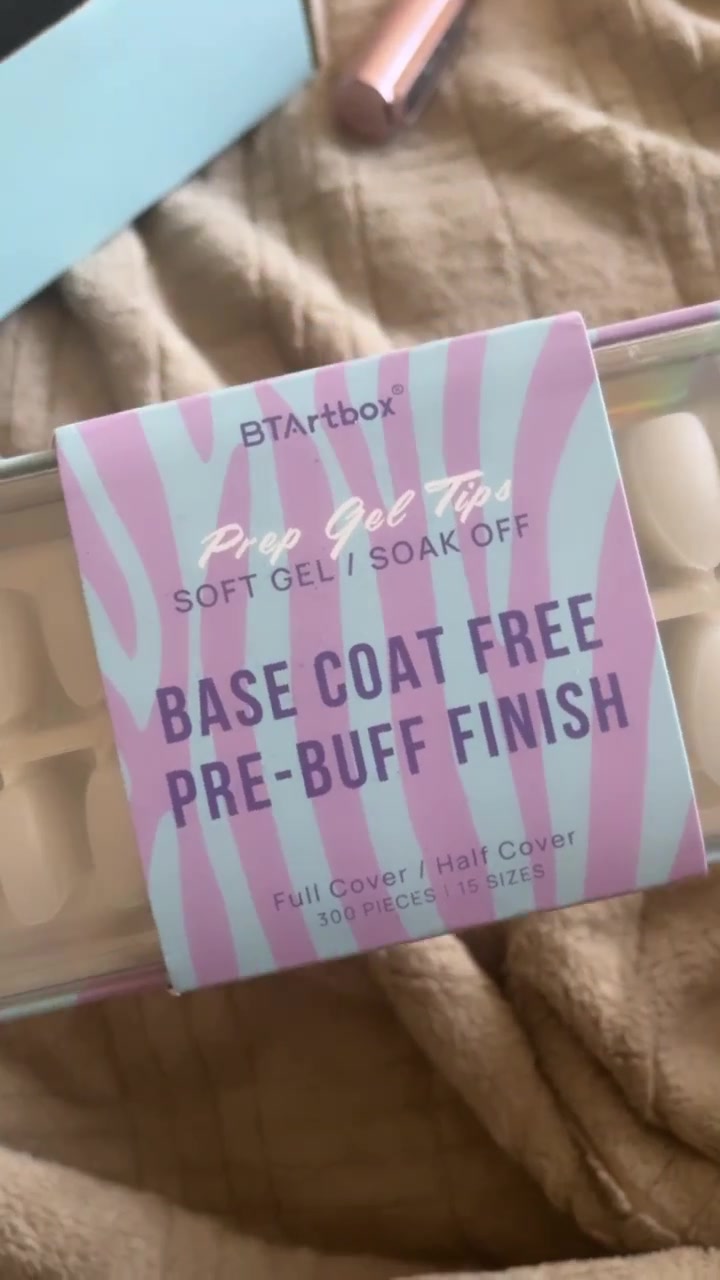 BTArtbox®
Prep Gel Tips
SOFT GEL / SOAK OFF
BASE COAT FREE
PRE-BUFF FINISH
Full Cover / Half Cover
300 PIECES | 15 SIZES